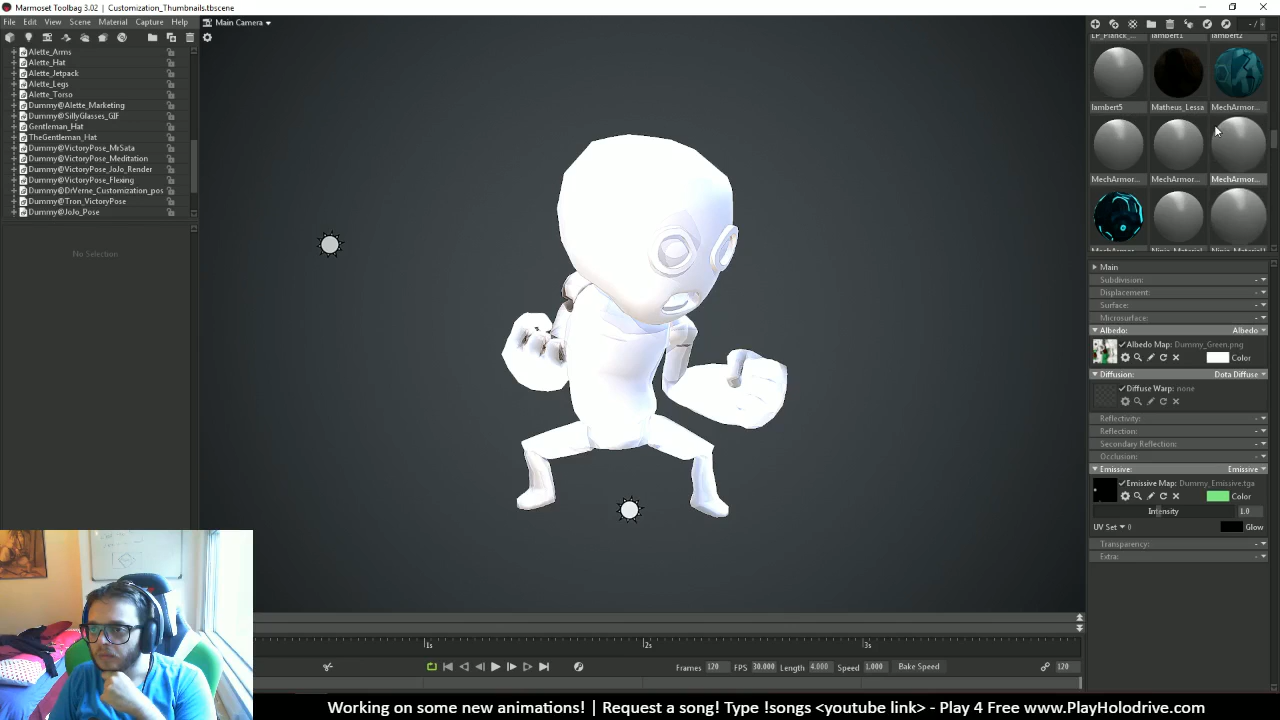 Marmoset Toolbag 3.02 | Customization_Thumbnails.tbscene
File Edit View Scene Material Capture Help
Main Camera
Alette_Arms
Alette_Hat
Alette_Jetpack
Alette_Legs
Alette_Torso
Dummy@Alette_Marketing
Dummy@SillyGlasses_GIF
Gentleman_Hat
TheGentleman_Hat
Dummy@VictoryPose_MrSata
Dummy@VictoryPose_Meditation
Dummy@VictoryPose_JoJo_Render
Dummy@VictoryPose_Flexing
Dummy@DrVerne_Customization_pos
Dummy@Tron_VictoryPose
Dummy@JoJo_Pose
No Selection
lambert1 lambert2
lambert5 Matheus_Lessa MechArmor...
MechArmor... MechArmor... MechArmor...
Main
Subdivision:
Displacement:
Surface:
Microsurface:
Albedo: Albedo
Albedo Map: Dummy_Green.png
Color
Diffusion: Dota Diffuse
Diffuse Warp: none
Reflectivity:
Reflection:
Secondary Reflection:
Occlusion:
Emissive: Emissive
Emissive Map: Dummy_Emissive.tga
Color
Intensity 1.0
UV Set 0 Glow
Transparency:
Extra:
1s 2s 3s
Frames 120 FPS 30.000 Length 4.000 Speed 1.000 Bake Speed 120
Working on some new animations! | Request a song! Type !songs <youtube link> - Play 4 Free www.PlayHolodrive.com